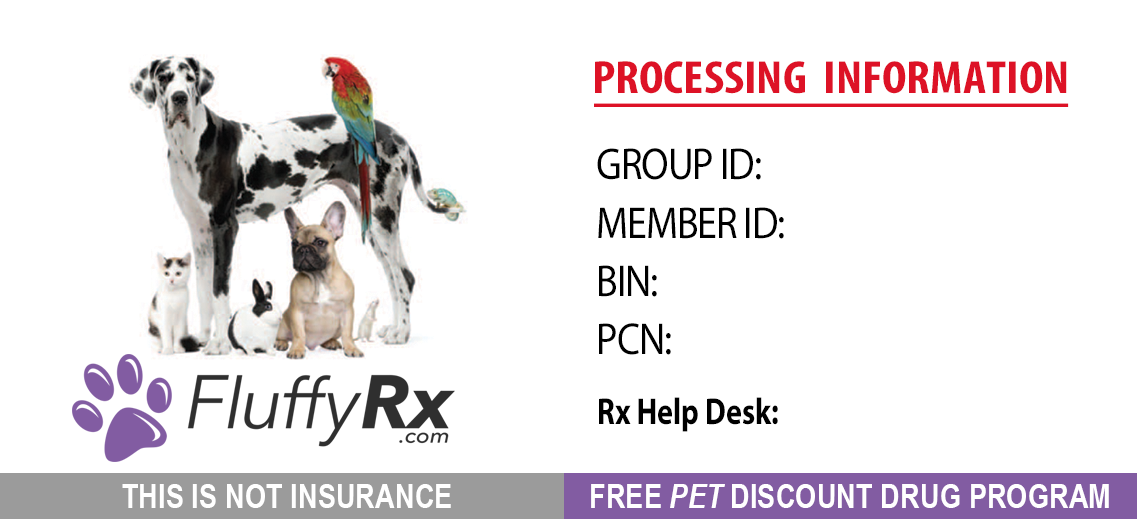 PROCESSING INFORMATION
GROUP ID:
MEMBER ID:
BIN:
PCN:
Rx Help Desk:
FluffyRx
.com
THIS IS NOT INSURANCE
FREE PET DISCOUNT DRUG PROGRAM